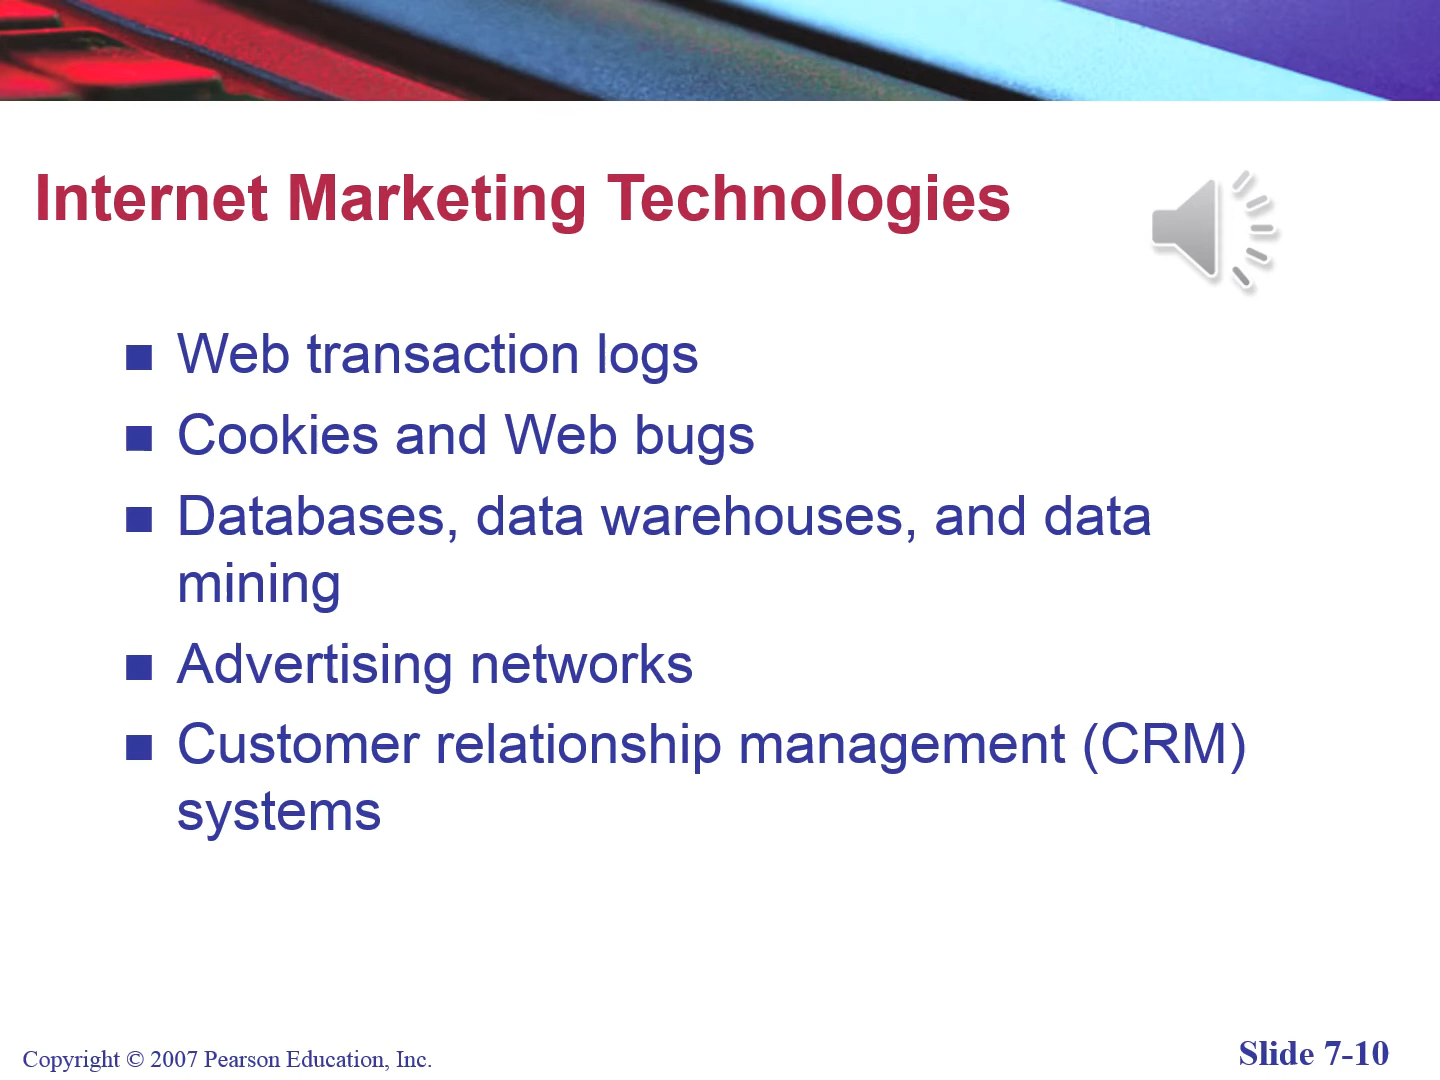 Internet Marketing Technologies
Web transaction logs
Cookies and Web bugs
Databases, data warehouses, and data
mining
Advertising networks
Customer relationship management (CRM)
systems
Copyright © 2007 Pearson Education, Inc.
Slide 7-10